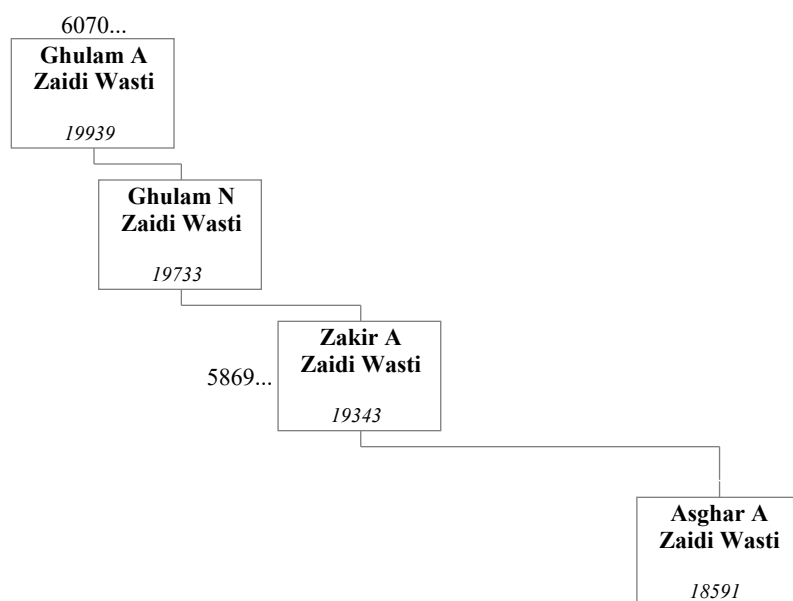 6070...
Ghulam A
Zaidi Wasti
19939
Ghulam N
Zaidi Wasti
19733
Zakir A
Zaidi Wasti
5869...
19343
Asghar A
Zaidi Wasti
18591